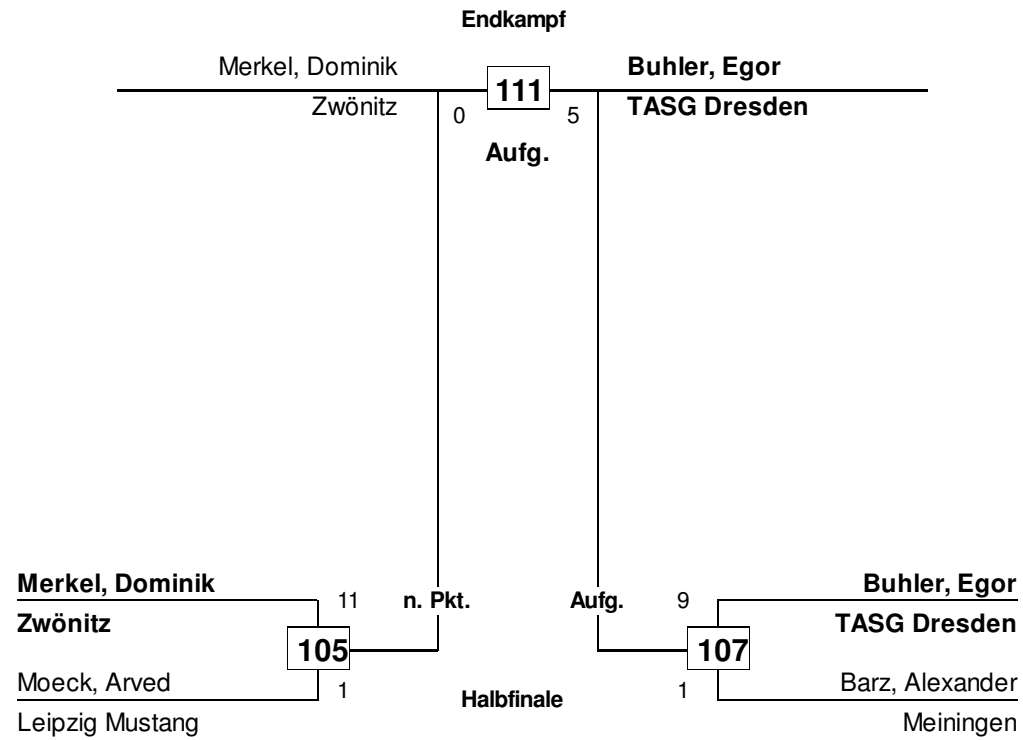 Endkampf
Merkel, Dominik 111 Buhler, Egor
Zwönitz 0 5 TASG Dresden
Aufg.
Merkel, Dominik 11 n. Pkt. Aufg. 9 Buhler, Egor
Zwönitz TASG Dresden
105 107
Moeck, Arved 1 Halbfinale 1 Barz, Alexander
Leipzig Mustang Meiningen